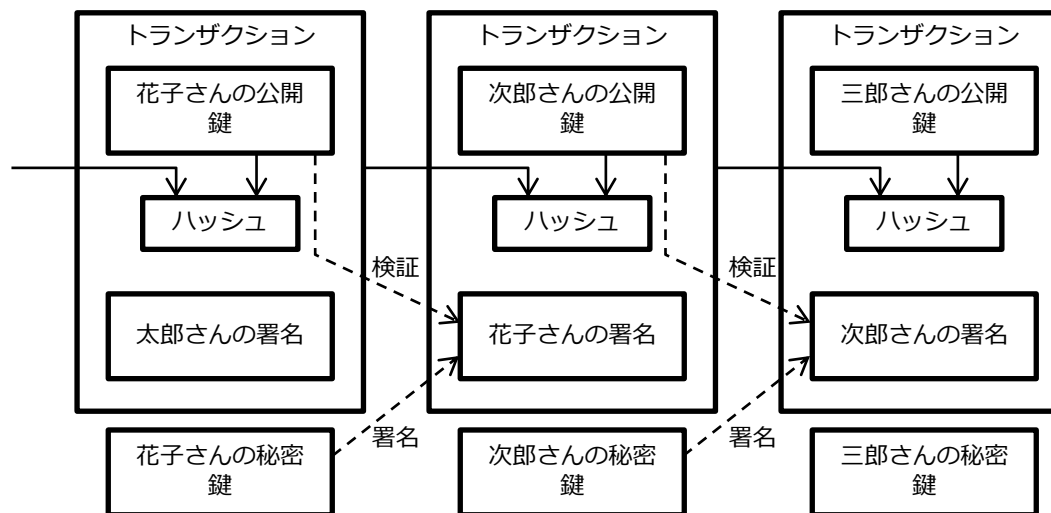 トランザクション
花子さんの公開
鍵
ハッシュ
太郎さんの署名
花子さんの秘密
鍵
検証
署名
トランザクション
次郎さんの公開
鍵
ハッシュ
花子さんの署名
次郎さんの秘密
鍵
検証
署名
トランザクション
三郎さんの公開
鍵
ハッシュ
次郎さんの署名
三郎さんの秘密
鍵